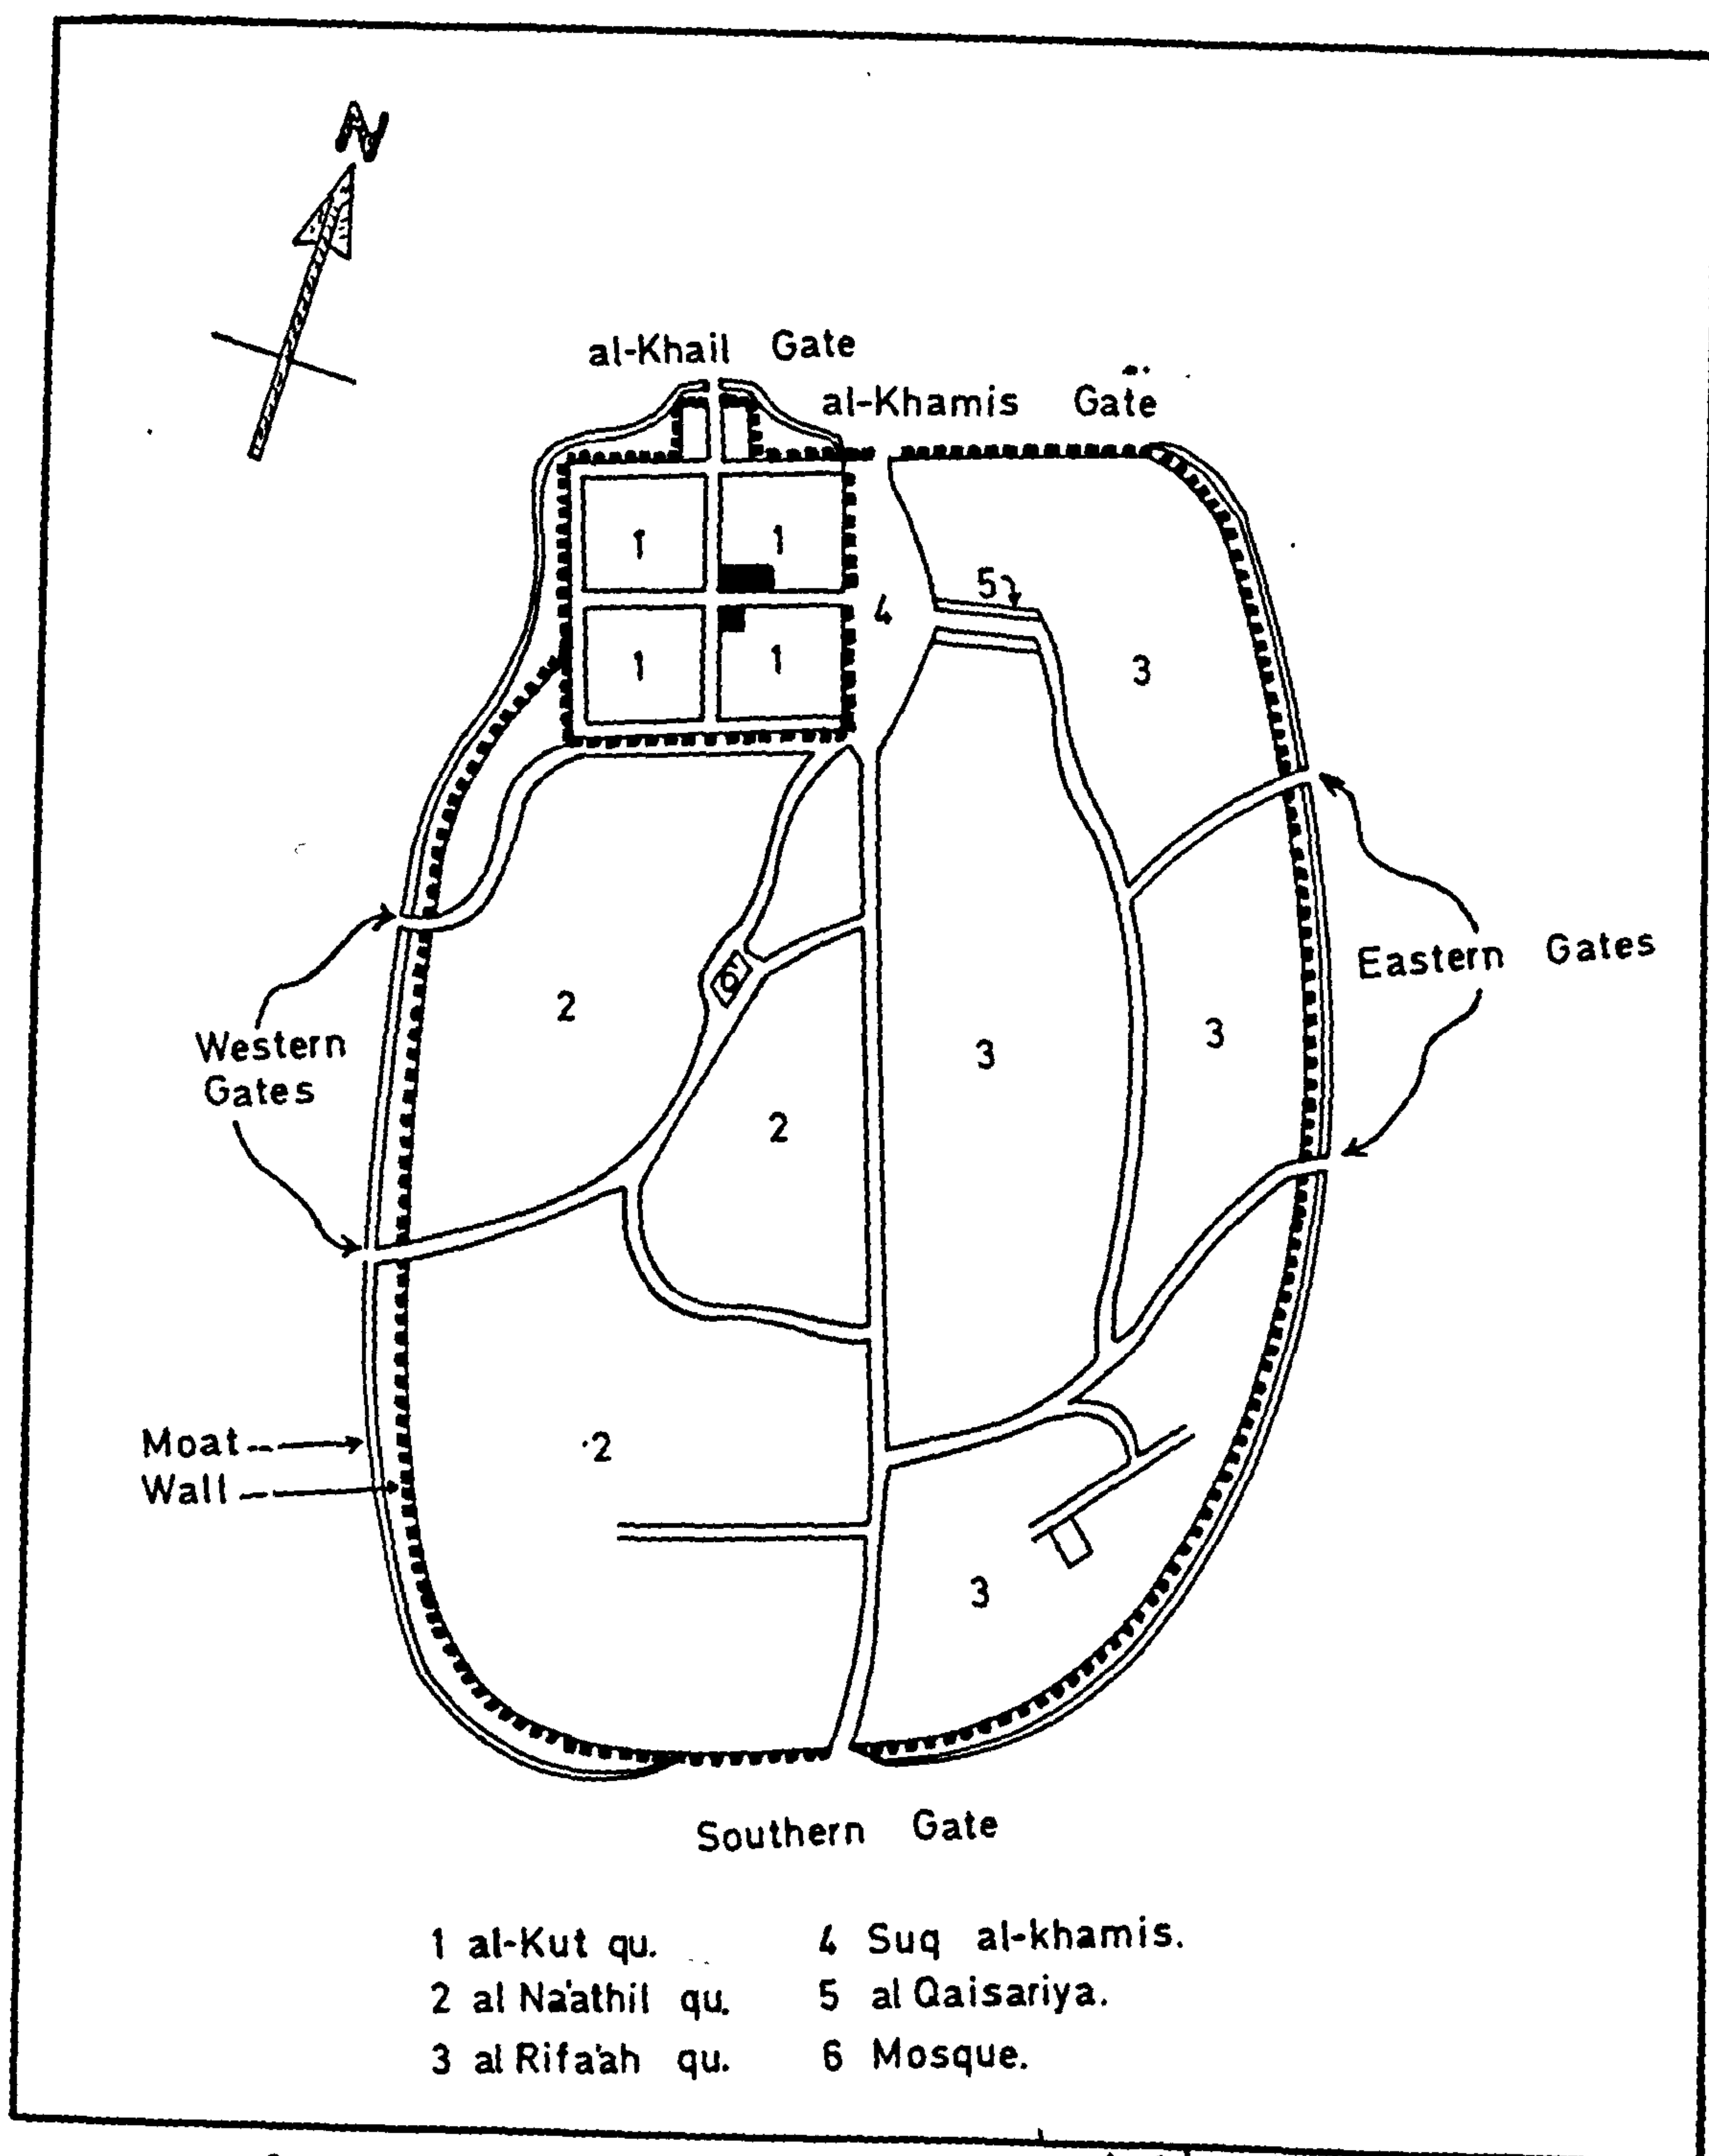 N
al-Khail Gate
al-Khamis Gate
1 1
5
4
1 1
3
Eastern Gates
2
3
Western
Gates
3
2
Moat
2
Wall
3
Southern Gate
1 al-Kut qu.
2 al Na'athil qu.
3 al Rifa'ah qu.
4 Suq al-khamis.
5 al Qaisariya.
6 Mosque.